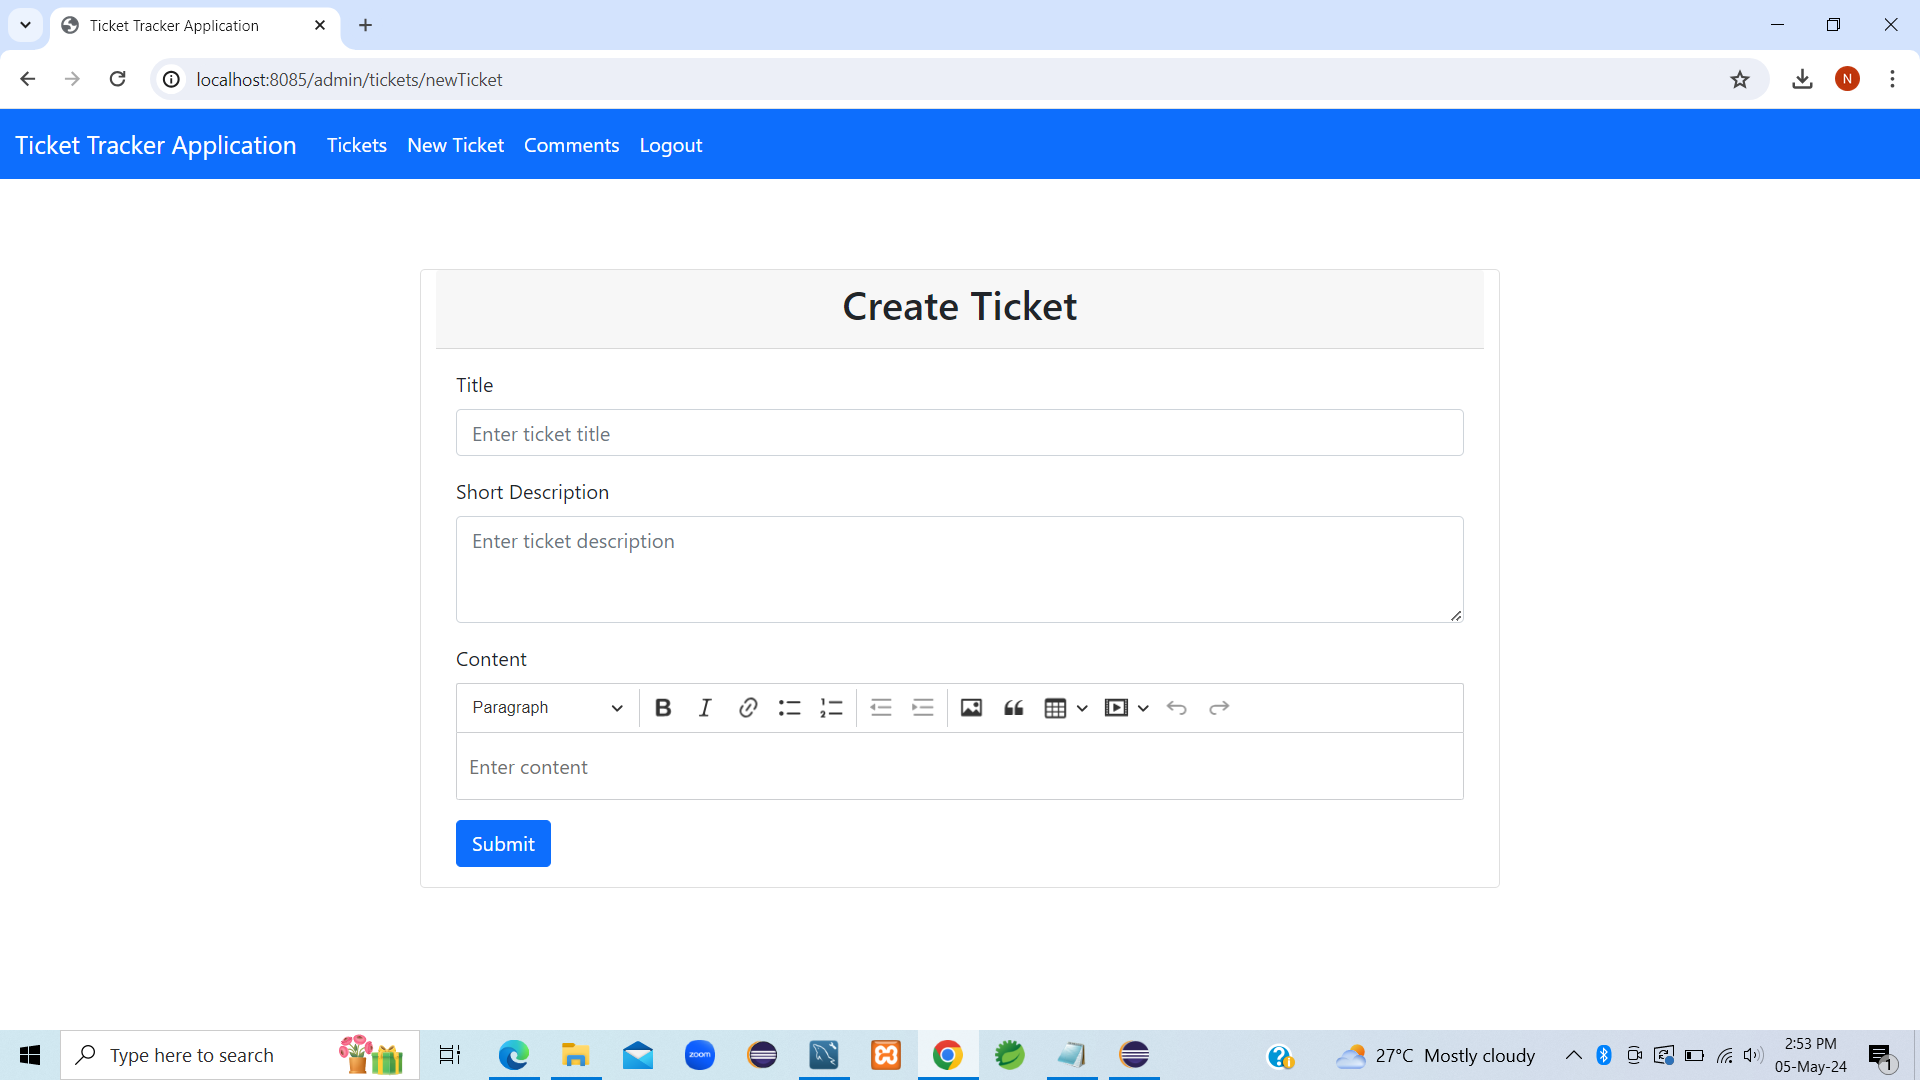 Ticket Tracker Application
localhost:8085/admin/tickets/newTicket
N
Ticket Tracker Application Tickets New Ticket Comments Logout
Create Ticket
Title
Enter ticket title
Short Description
Enter ticket description
Content
Paragraph
Enter content
Submit
Type here to search
zoom
27°C Mostly cloudy
2:53 PM
05-May-24
1